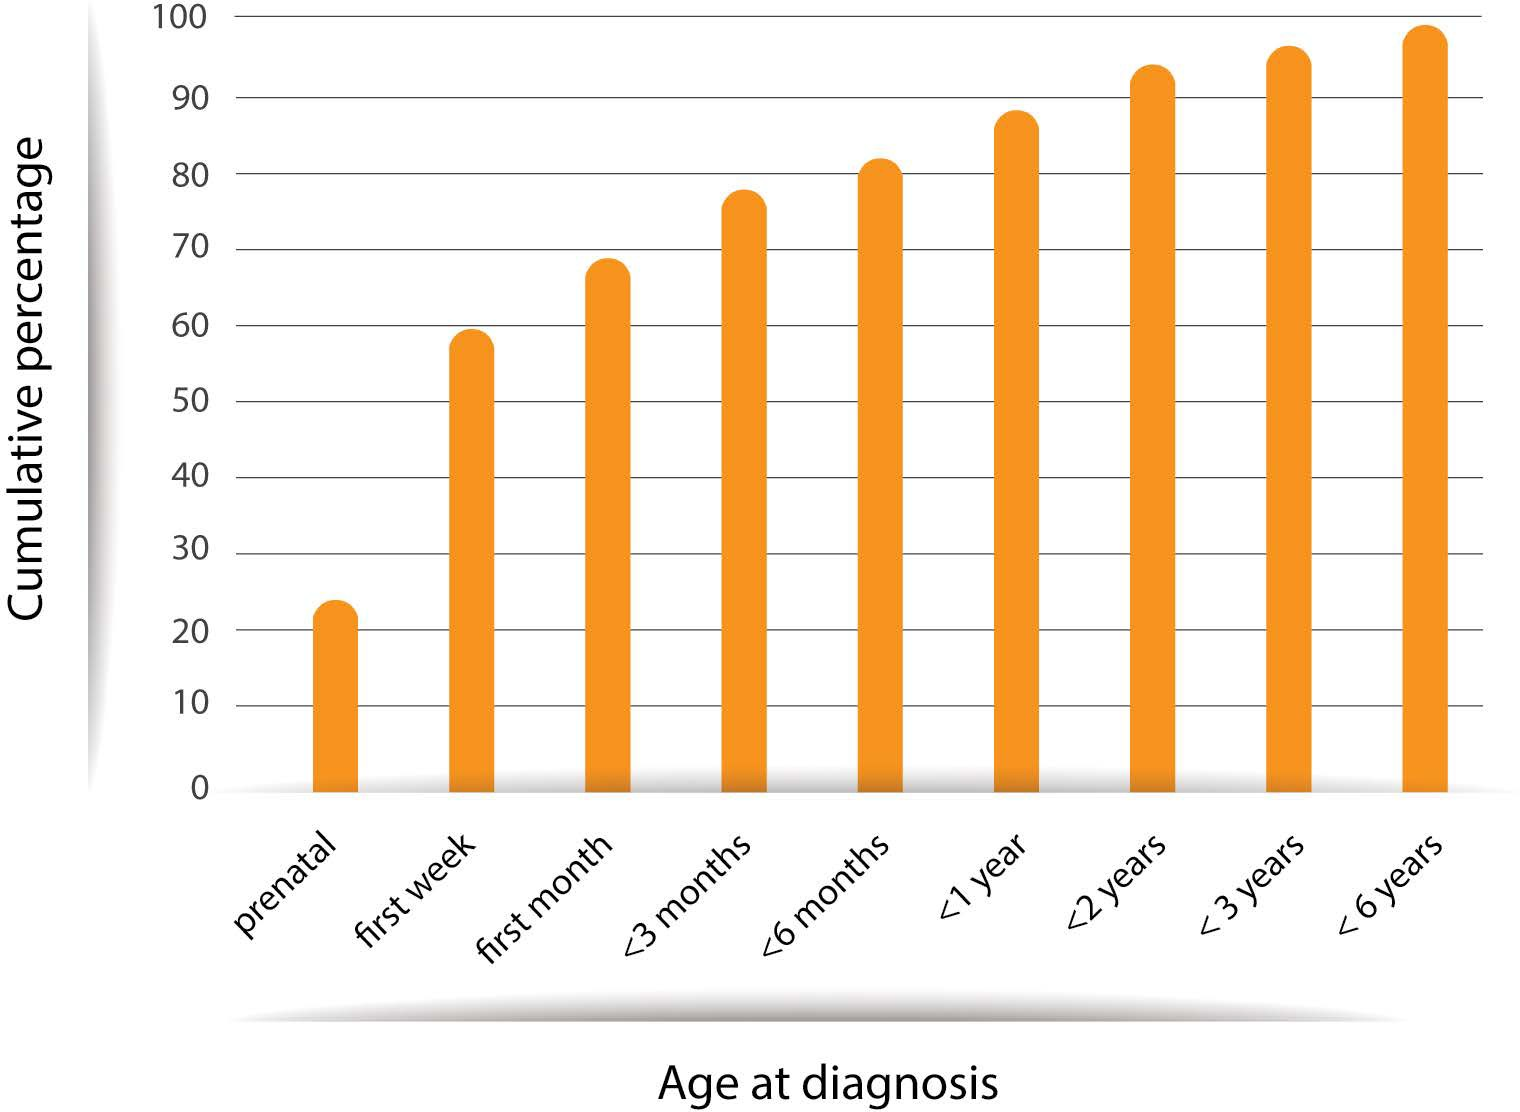 Cumulative percentage
100
90
80
70
60
50
40
30
20
10
0
prenatal
first week
first month
<3 months
<6 months
<1 year
<2 years
< 3 years
< 6 years
Age at diagnosis